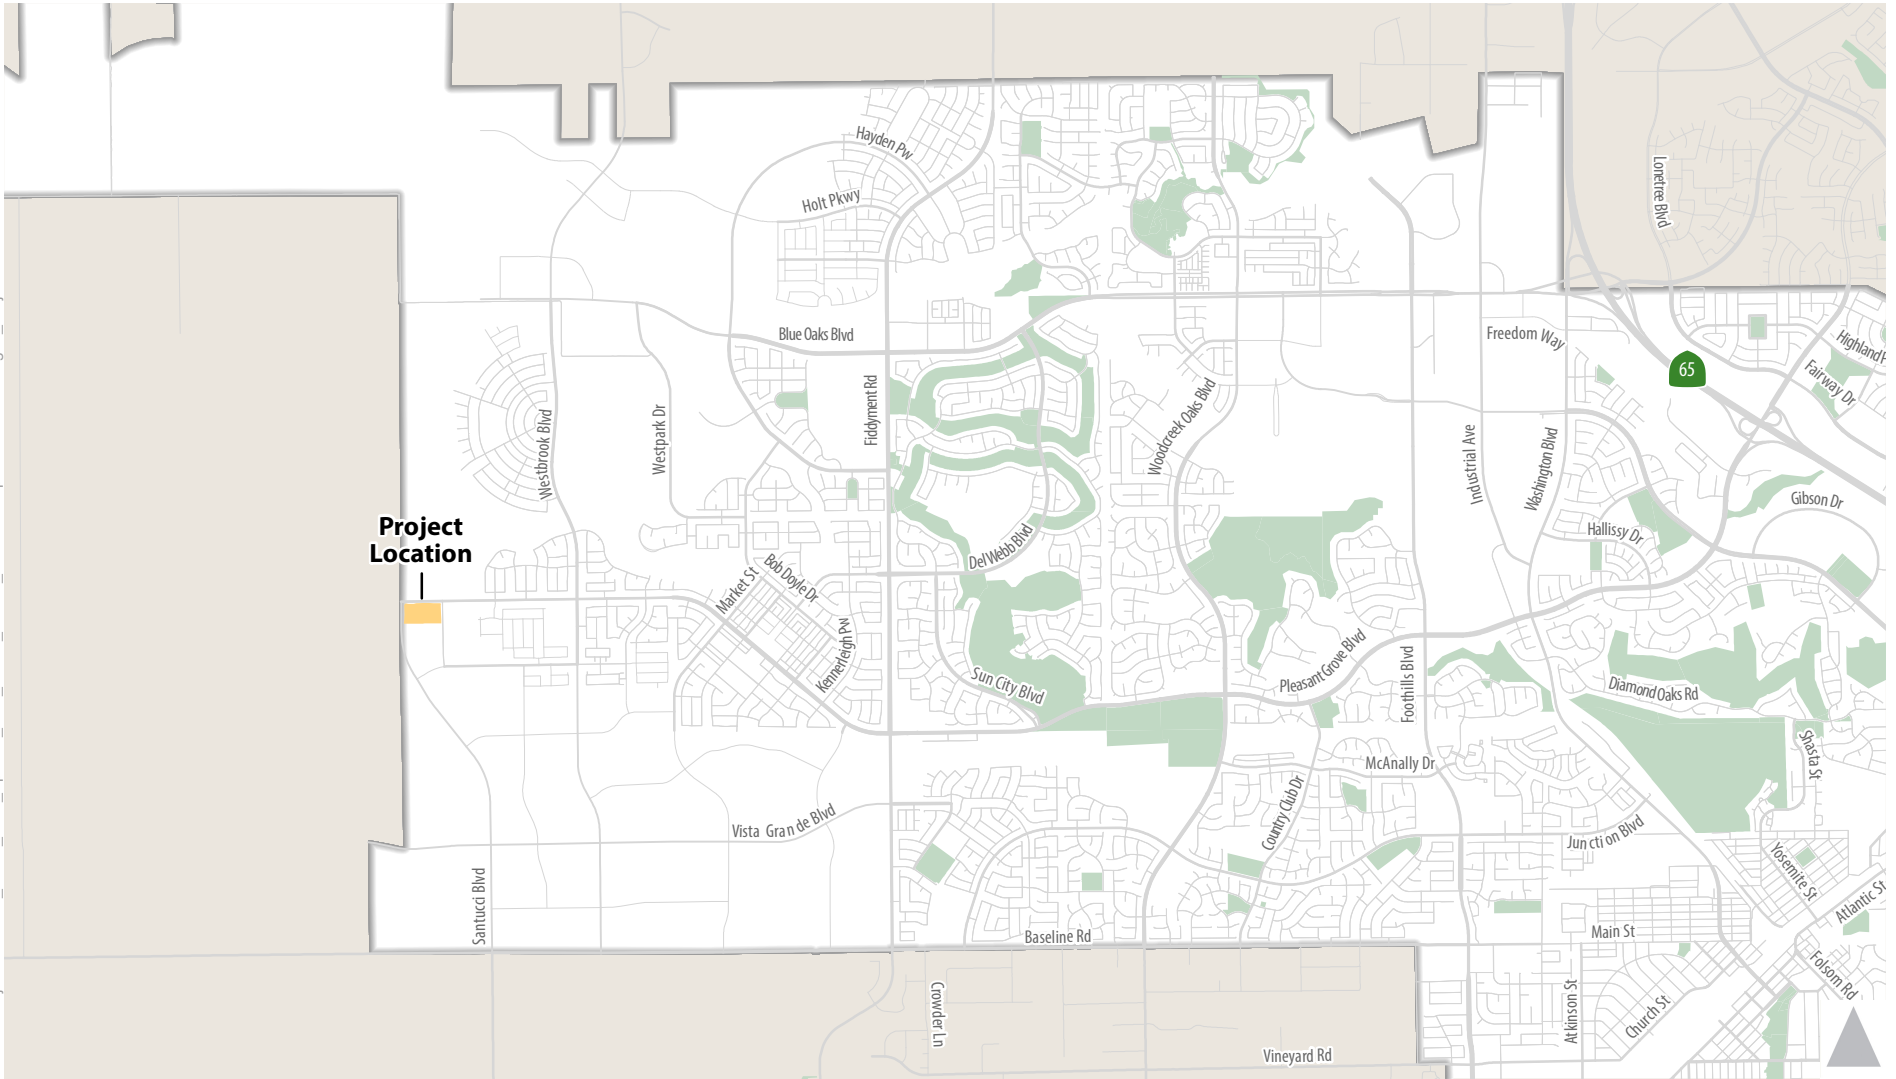 Hayden Pw
Holt Pkwy
Lonetree Blvd
Blue Oaks Blvd
Freedom Way
Highland
65
Fairway Dr
Fiddyment Rd
Westbrook Blvd
Westpark Dr
Woodcreek Oaks Blvd
Industrial Ave
Washington Blvd
Gibson Dr
Hallissy Dr
Project
Location
Del Webb Blvd
Market St
Bob Doyle Dr
Kennerleigh Pw
Sun City Blvd
Pleasant Grove Blvd
Foothills Blvd
Diamond Oaks Rd
Shasta St
McAnally Dr
Country Club Dr
Vista Grande Blvd
Junction Blvd
Yosemite St
Atlantic St
Santucci Blvd
Baseline Rd
Main St
Folsom Rd
Crowder Ln
Atkinson St
Church St
Vineyard Rd